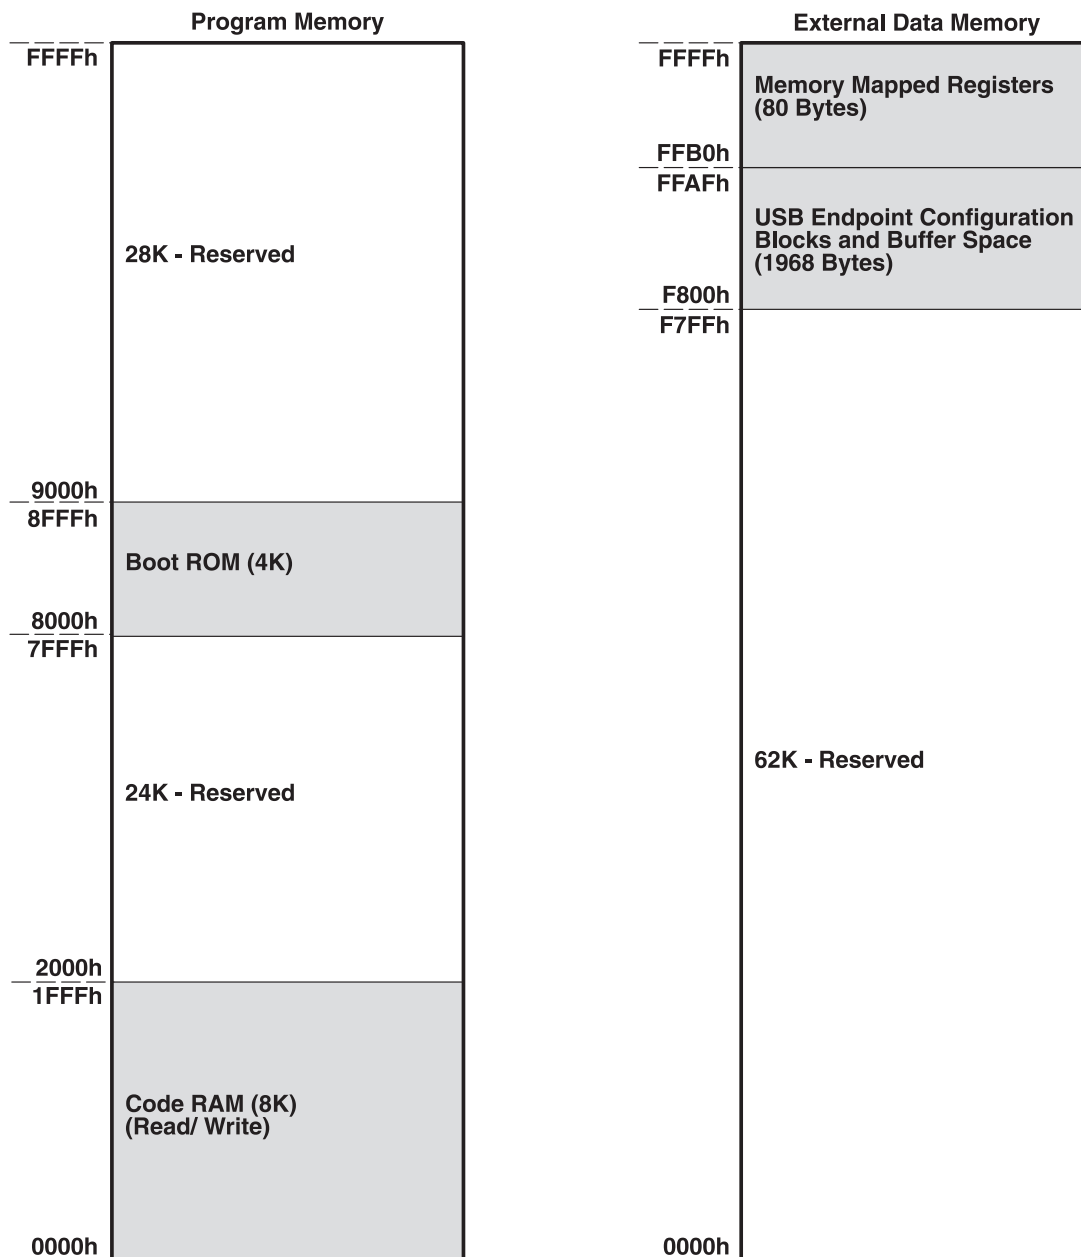 Program Memory
FFFFh
28K - Reserved
9000h
8FFFh
Boot ROM (4K)
8000h
7FFFh
24K - Reserved
2000h
1FFFh
Code RAM (8K)
(Read/ Write)
0000h
External Data Memory
FFFFh
Memory Mapped Registers
(80 Bytes)
FFB0h
FFAFh
USB Endpoint Configuration
Blocks and Buffer Space
(1968 Bytes)
F800h
F7FFh
62K - Reserved
0000h